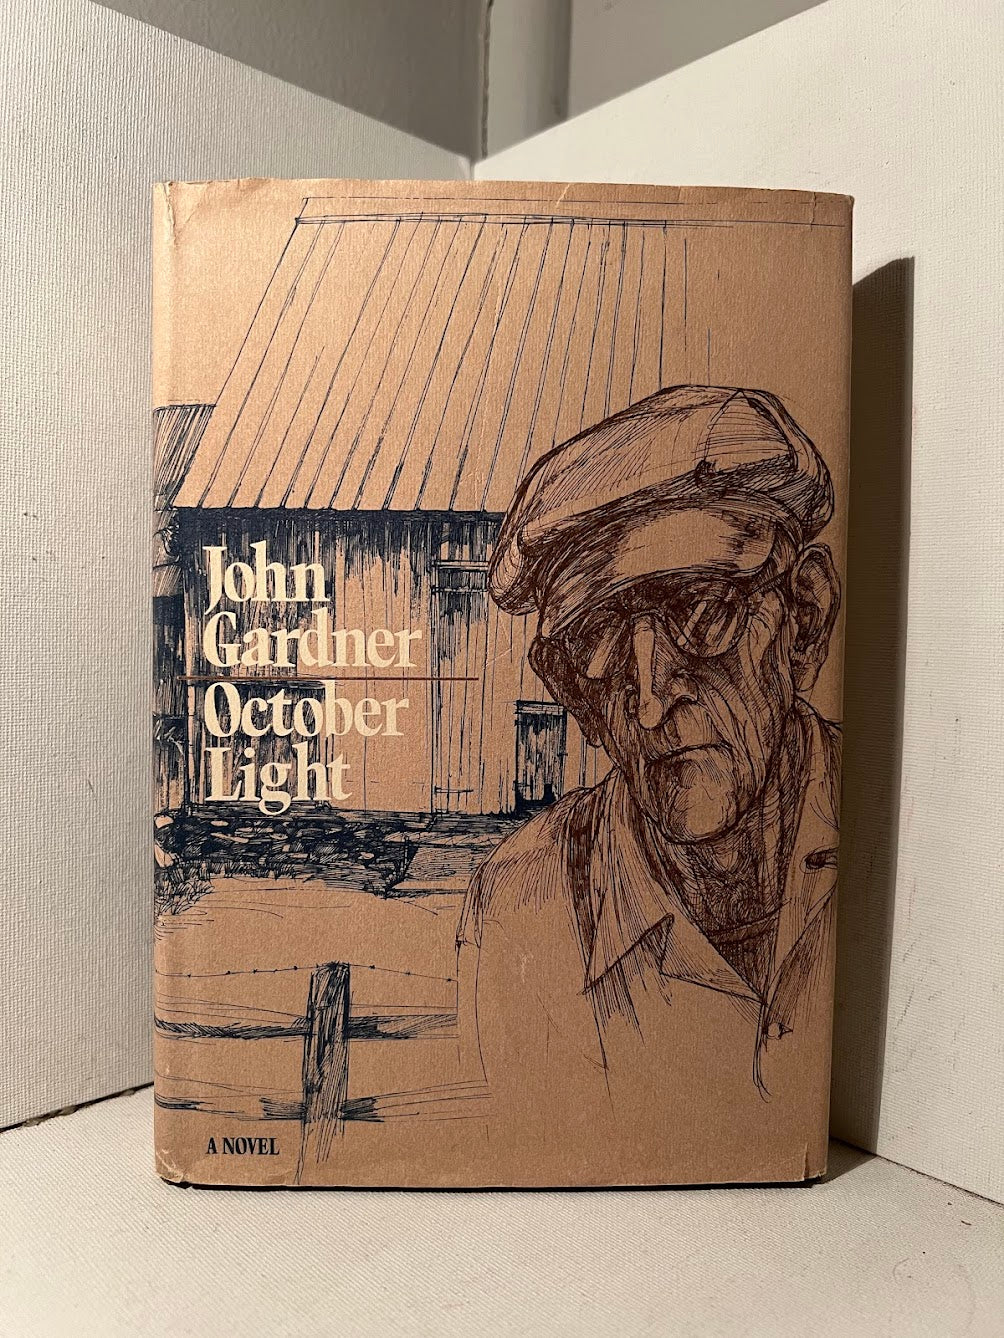 John
Gardner
October
Light
A NOVEL